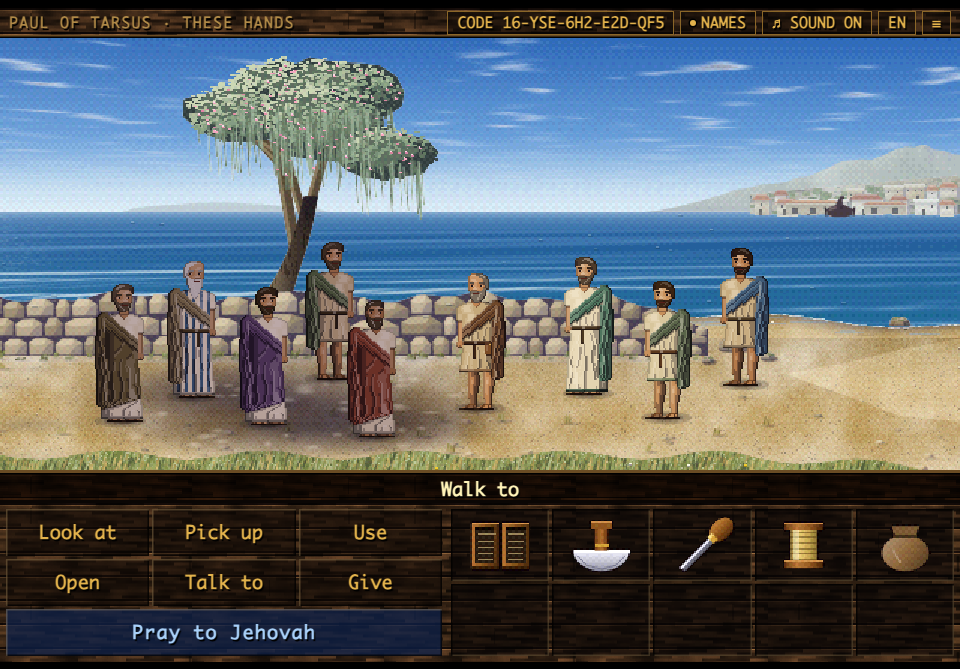 PAUL OF TARSUS · THESE HANDS
CODE 16-YSE-6H2-E2D-QF5
• NAMES
♬ SOUND ON
EN
≡
Walk to
Look at
Pick up
Use
Open
Talk to
Give
Pray to Jehovah